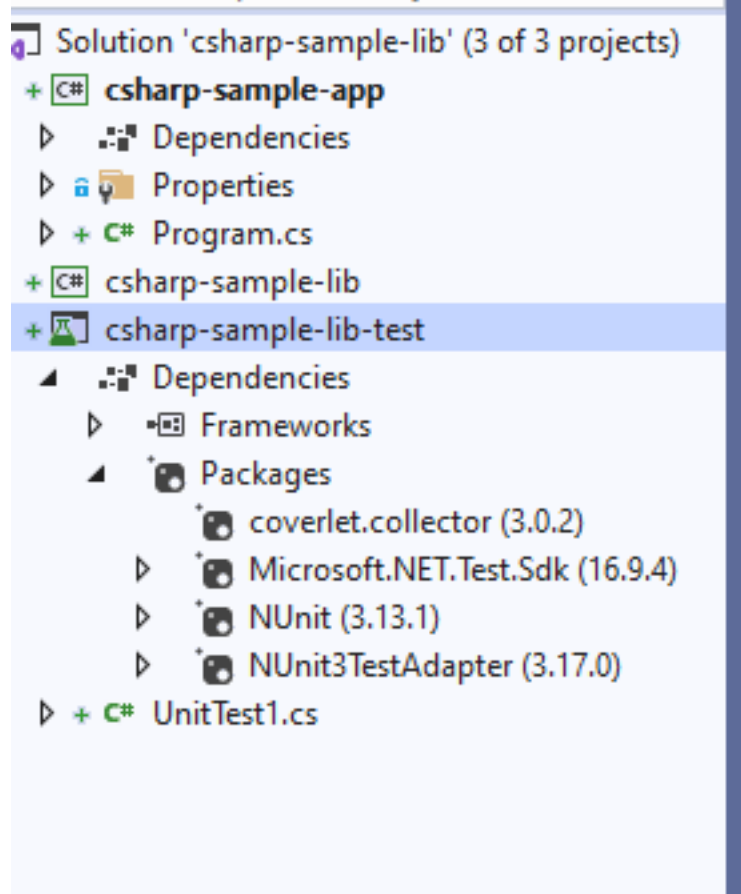 Solution 'csharp-sample-lib' (3 of 3 projects)
+ C# csharp-sample-app
Dependencies
Properties
+ C# Program.cs
+ C# csharp-sample-lib
+ csharp-sample-lib-test
Dependencies
Frameworks
Packages
coverlet.collector (3.0.2)
Microsoft.NET.Test.Sdk (16.9.4)
NUnit (3.13.1)
NUnit3TestAdapter (3.17.0)
+ C# UnitTest1.cs